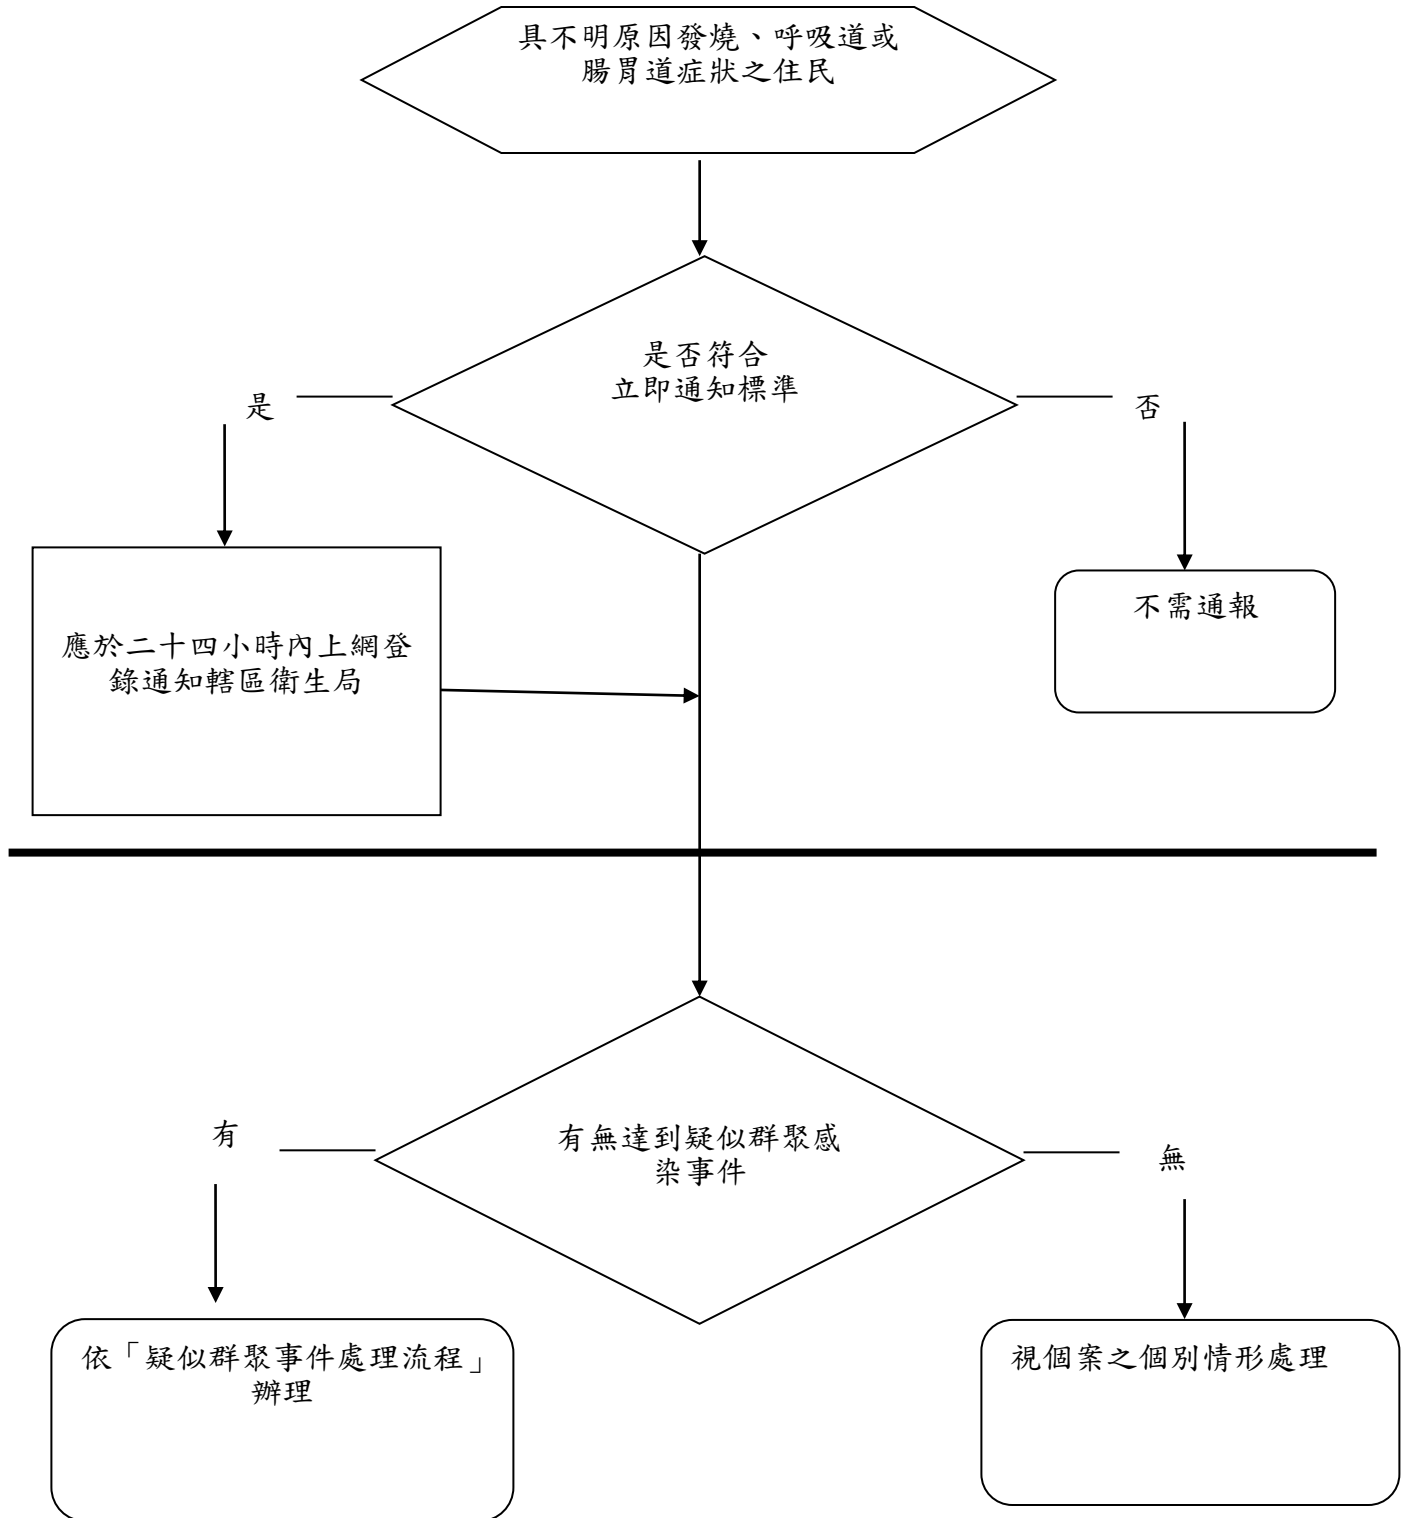 具不明原因發燒、呼吸道或
腸胃道症狀之住民
是否符合
立即通知標準
是
否
不需通報
應於二十四小時內上網登
錄通知轄區衛生局
有
有無達到疑似群聚感
染事件
無
依「疑似群聚事件處理流程」
辦理
視個案之個別情形處理